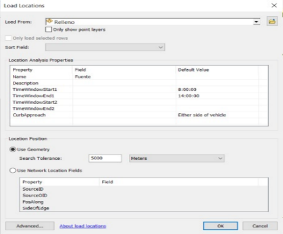 Load Locations
Load From: Relleno
Only show point layers
Only load selected rows
Sort Field:
Location Analysis Properties
Property Field Default Value
Name Puente
Description
TimeWindowStart1 8:00:00
TimeWindowEnd1 16:00:00
TimeWindowStart2
TimeWindowEnd2
CurbApproach Either side of vehicle
Location Position
Use Geometry
Search Tolerance: 5000 Meters
Use Network Location Fields
Property Field
SourceID
SourceOID
PosAlong
SideOfEdge
Advanced... About load locations OK Cancel